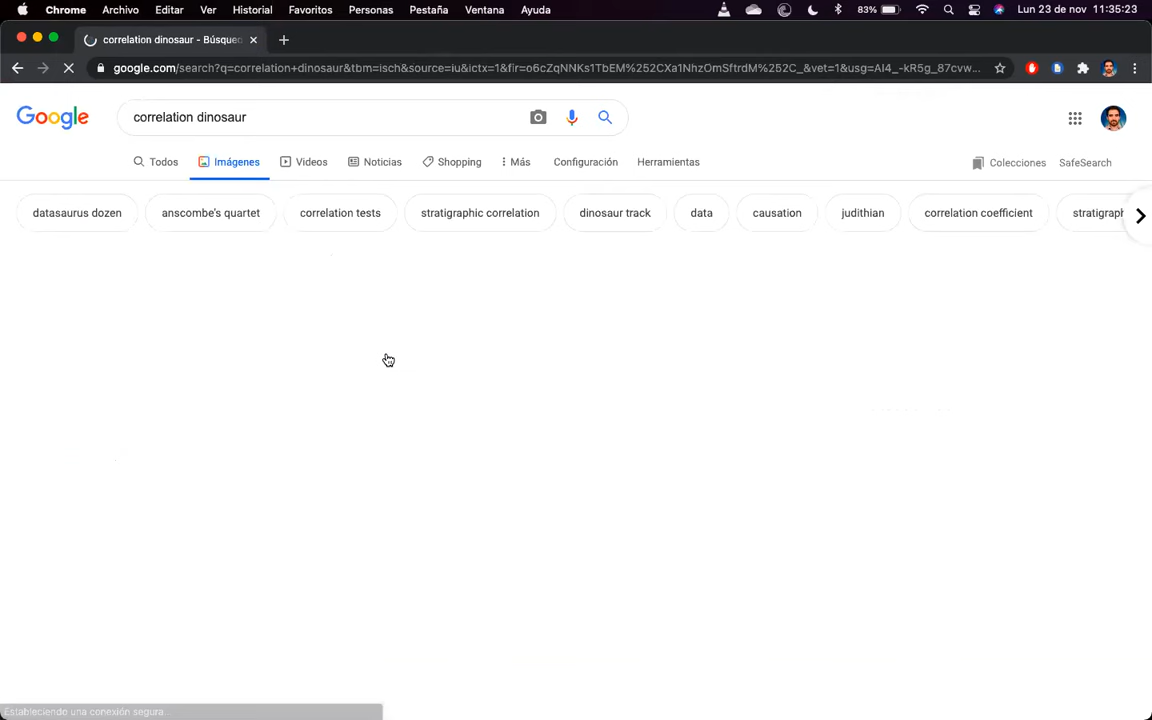 Chrome Archivo Editar Ver Historial Favoritos Personas Pestaña Ventana Ayuda 83% Lun 23 de nov 11:35:23
correlation dinosaur - Búsqued
google.com/search?q=correlation+dinosaur&tbm=isch&source=iu&ictx=1&fir=o6cZqNNKs1TbEM%252CXa1NhzOmSftrdM%252C_&vet=1&usg=AI4_-kR5g_87cvw...
Google correlation dinosaur
Todos Imágenes Videos Noticias Shopping Más Configuración Herramientas Colecciones SafeSearch
datasaurus dozen anscombe's quartet correlation tests stratigraphic correlation dinosaur track data causation judithian correlation coefficient stratigraph
Estableciendo una conexión segura...